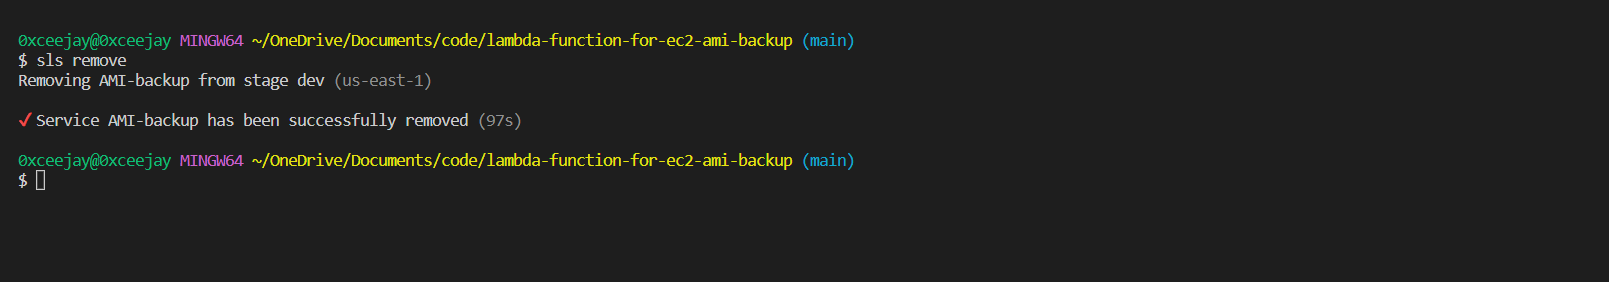 0xceejay@0xceejay MINGW64 ~/OneDrive/Documents/code/lambda-function-for-ec2-ami-backup (main)
$ sls remove
Removing AMI-backup from stage dev (us-east-1)
✔ Service AMI-backup has been successfully removed (97s)
0xceejay@0xceejay MINGW64 ~/OneDrive/Documents/code/lambda-function-for-ec2-ami-backup (main)
$